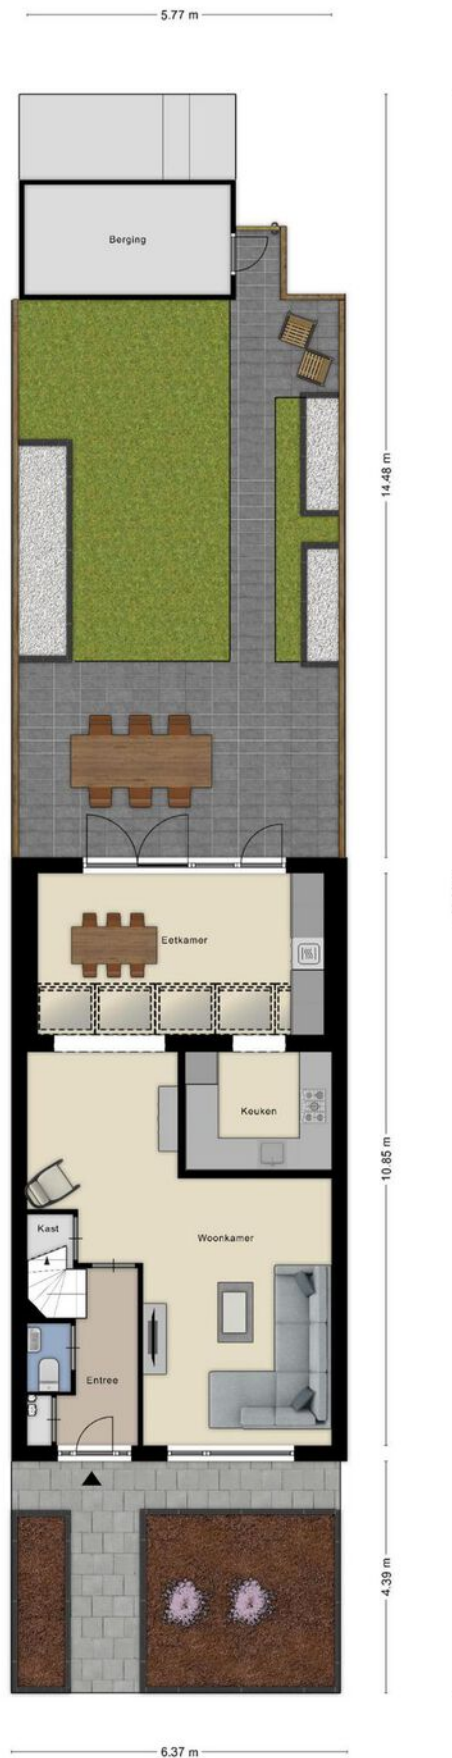 5.77 m
Berging
14.48 m
Eetkamer
Keuken
10.85 m
Kast
Woonkamer
Entree
4.39 m
6.37 m